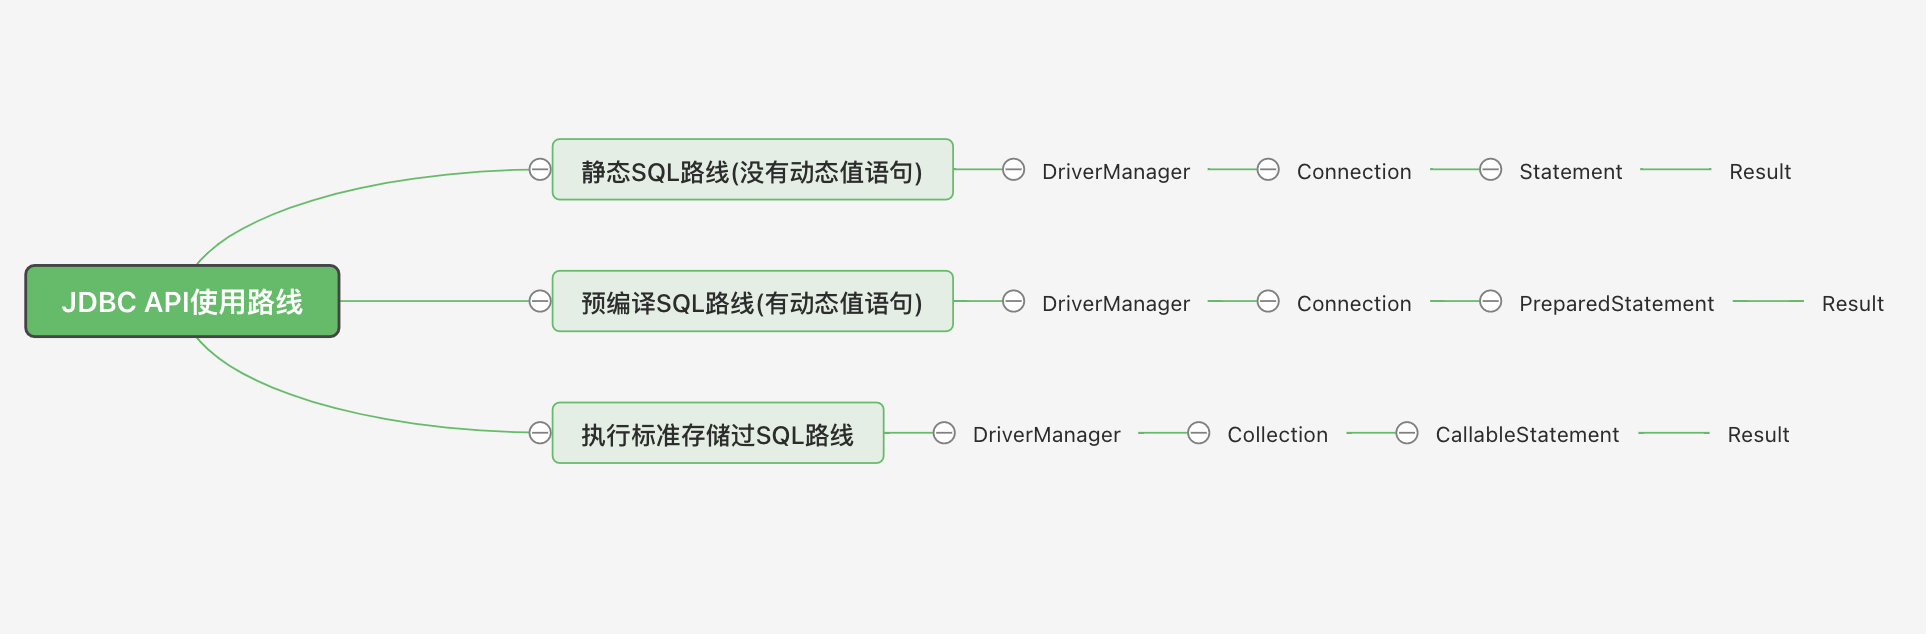 静态SQL路线(没有动态值语句) DriverManager Connection Statement Result
JDBC API使用路线 预编译SQL路线(有动态值语句) DriverManager Connection PreparedStatement Result
执行标准存储过SQL路线 DriverManager Collection CallableStatement Result